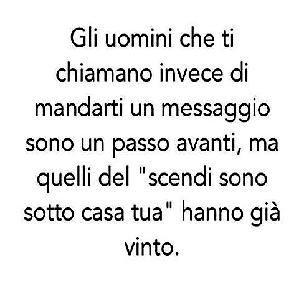 Gli uomini che ti
chiamano invece di
mandarti un messaggio
sono un passo avanti, ma
quelli del "scendi sono
sotto casa tua" hanno già
vinto.